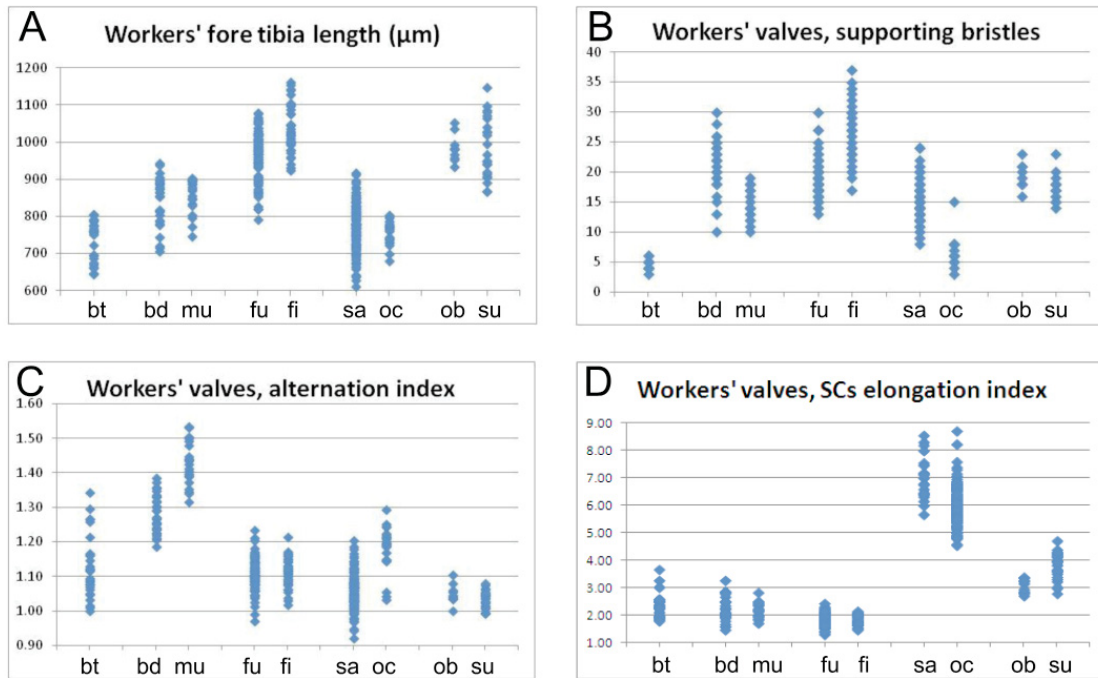 A
Workers' fore tibia length (μm)
1200
1100
1000
900
800
700
600
bt bd mu fu fi sa oc ob su
B
Workers' valves, supporting bristles
40
35
30
25
20
15
10
5
0
bt bd mu fu fi sa oc ob su
C
Workers' valves, alternation index
1.60
1.50
1.40
1.30
1.20
1.10
1.00
0.90
bt bd mu fu fi sa oc ob su
D
Workers' valves, SCs elongation index
9.00
8.00
7.00
6.00
5.00
4.00
3.00
2.00
1.00
bt bd mu fu fi sa oc ob su